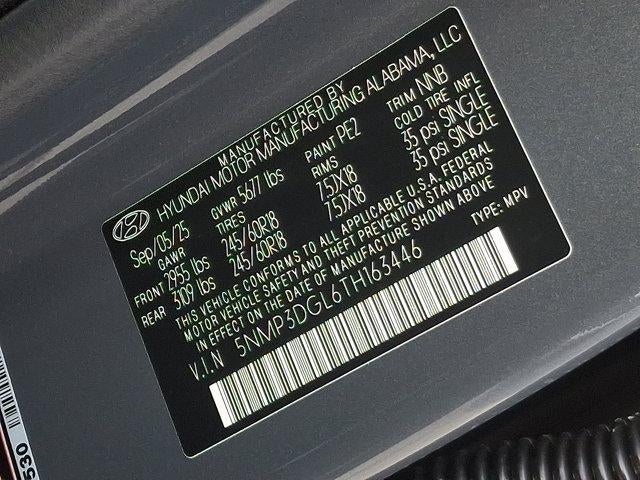 MANUFACTURED BY
HYUNDAI MOTOR MANUFACTURING ALABAMA, LLC
Sep/05/25 GVWR 5677 lbs PAINT PE2 TRIM NNB
GAWR TIRES RIMS COLD TIRE INFL
FRONT 2955 lbs 245/60R18 7.5JX18 35 PSI SINGLE
REAR 3109 lbs 245/60R18 7.5JX18 35 PSI SINGLE
THIS VEHICLE CONFORMS TO ALL APPLICABLE U.S.A. FEDERAL
MOTOR VEHICLE SAFETY AND THEFT PREVENTION STANDARDS
IN EFFECT ON THE DATE OF MANUFACTURE SHOWN ABOVE
V.I.N 5NMP3DGL6TH163446 TYPE: MPV
530